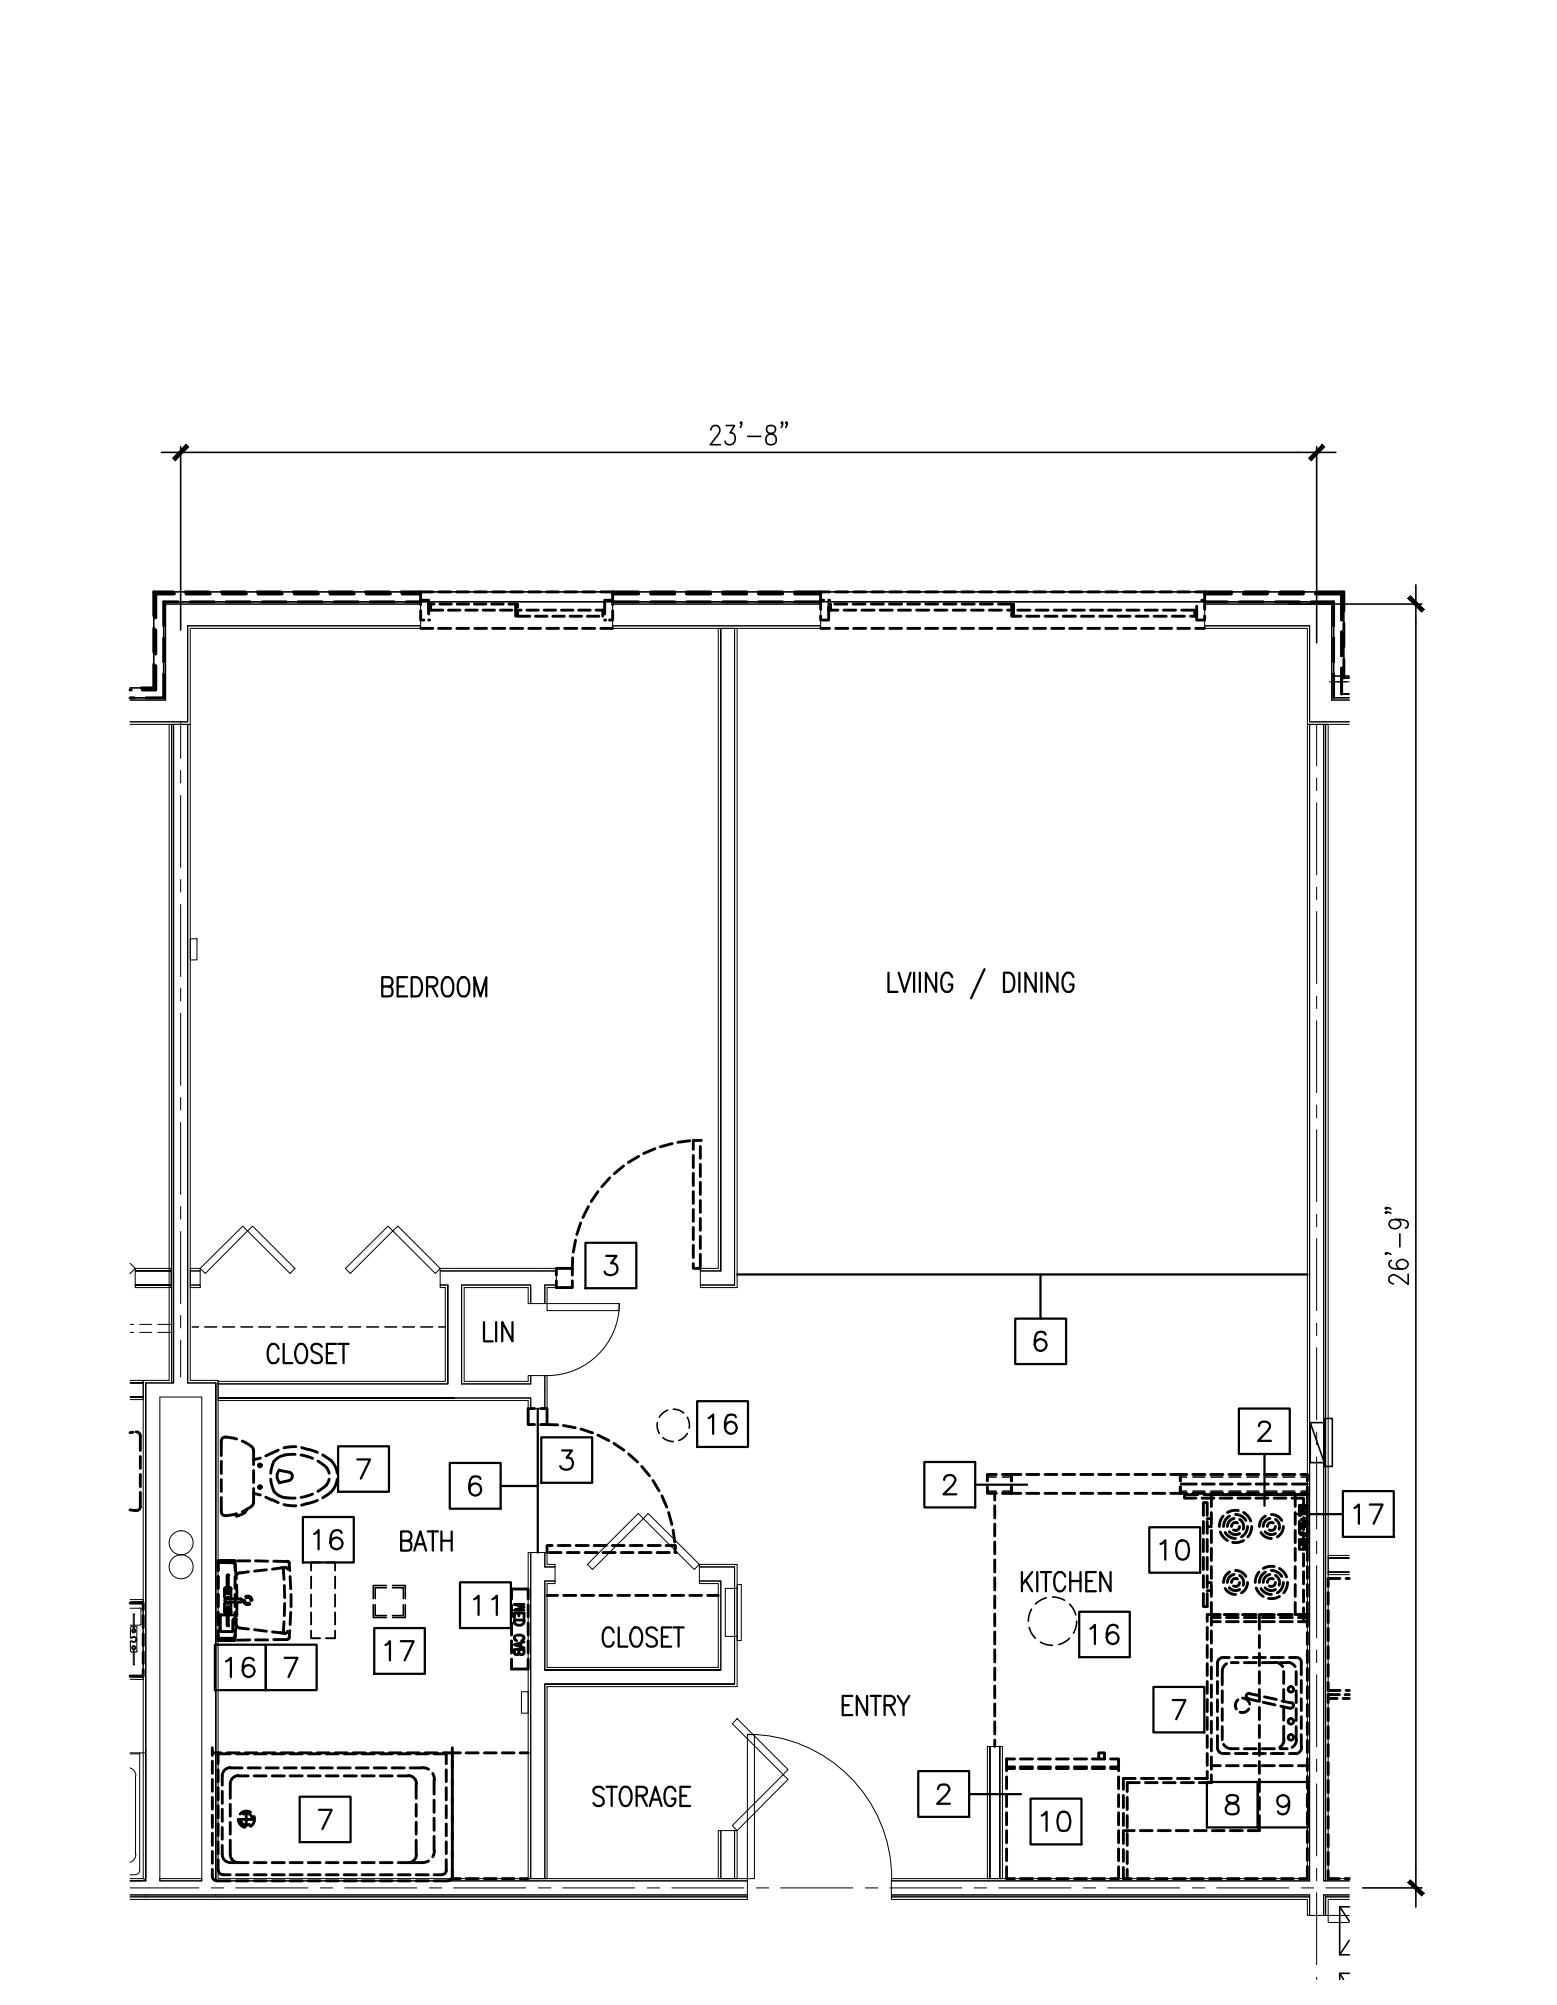 23'-8"
BEDROOM
LVIING / DINING
26'-9"
3
LIN
6
CLOSET
16
2
3
7
6
2
17
16
BATH
10
KITCHEN
11
MED CAB
CLOSET
16
17
16 7
ENTRY
7
STORAGE
2
7
10
8 9